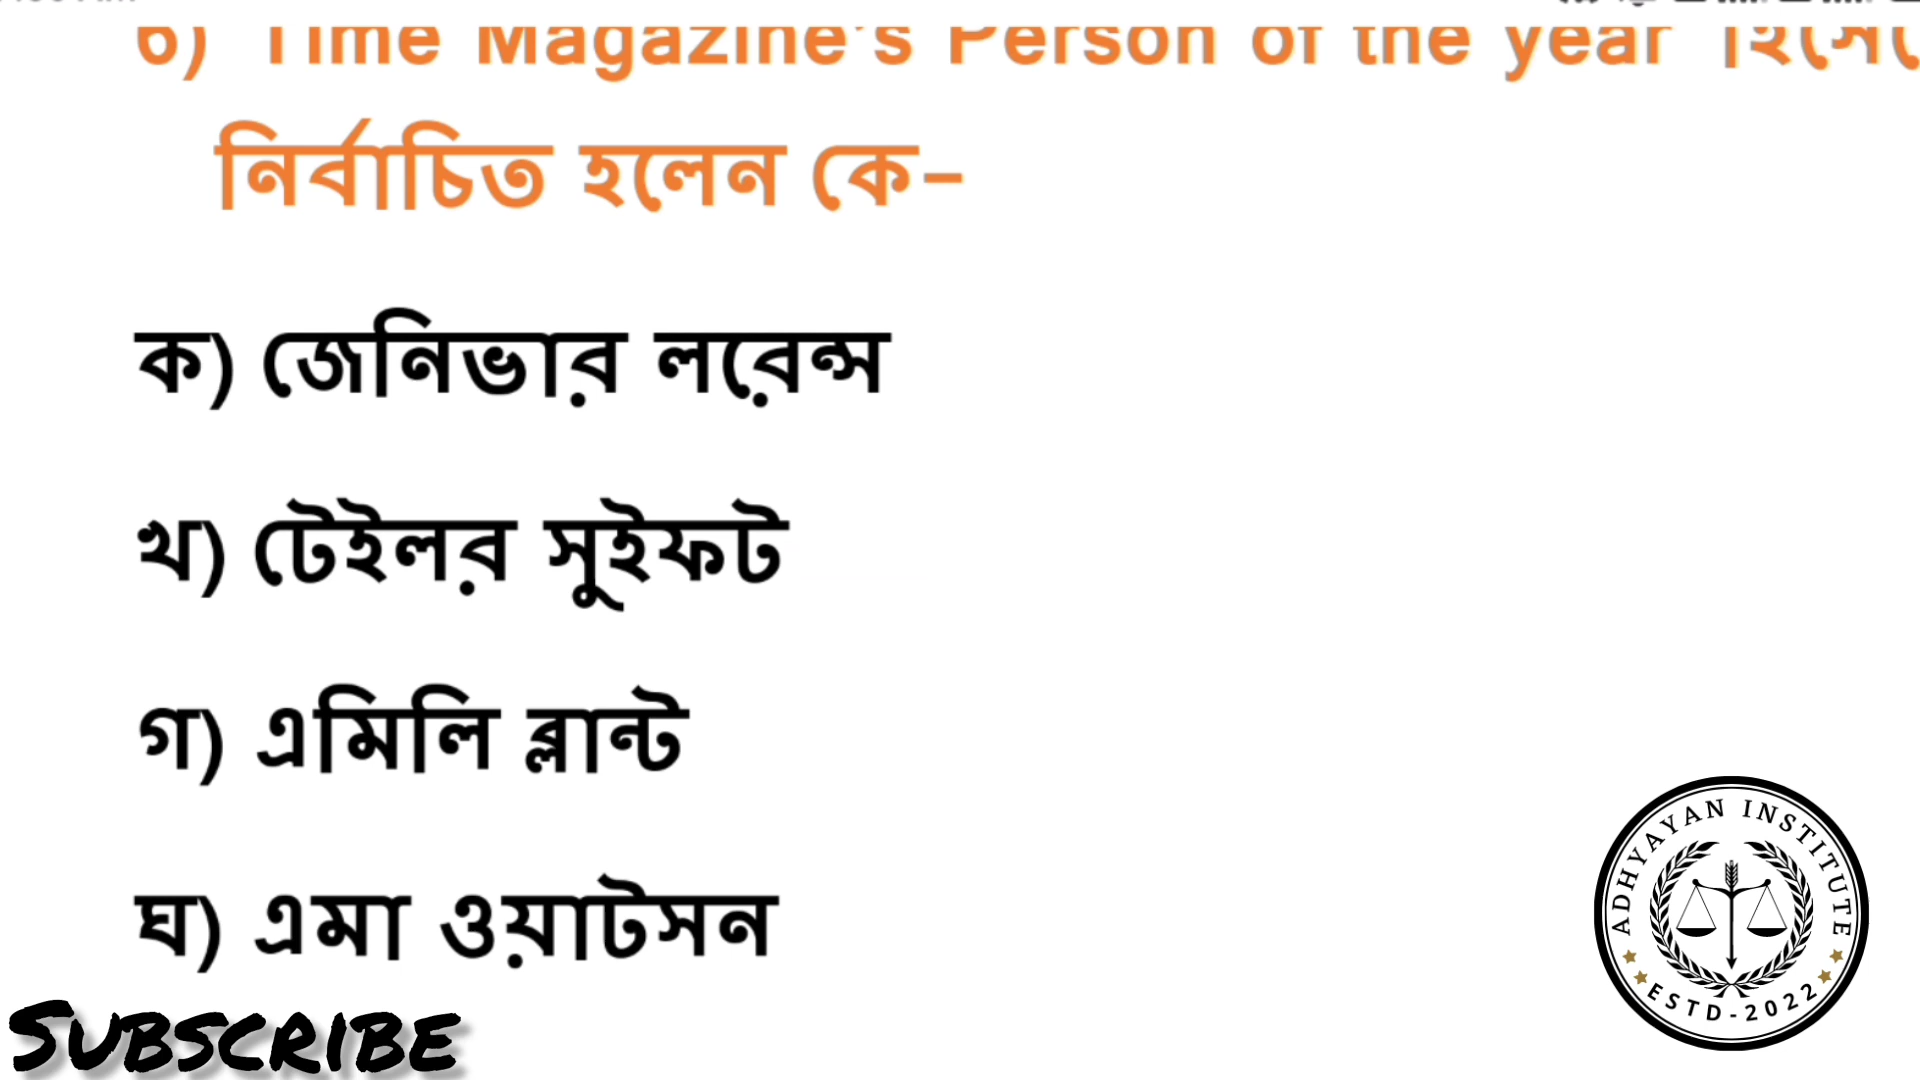 6) Time Magazine's Person of the year হিসেবে
নির্বাচিত হলেন কে-
ক) জেনিভার লরেন্স
খ) টেইলর সুইফট
গ) এমিলি ব্লান্ট
ঘ) এমা ওয়াটসন
ADHYAYAN INSTITUTE
ESTD-2022
SUBSCRIBE